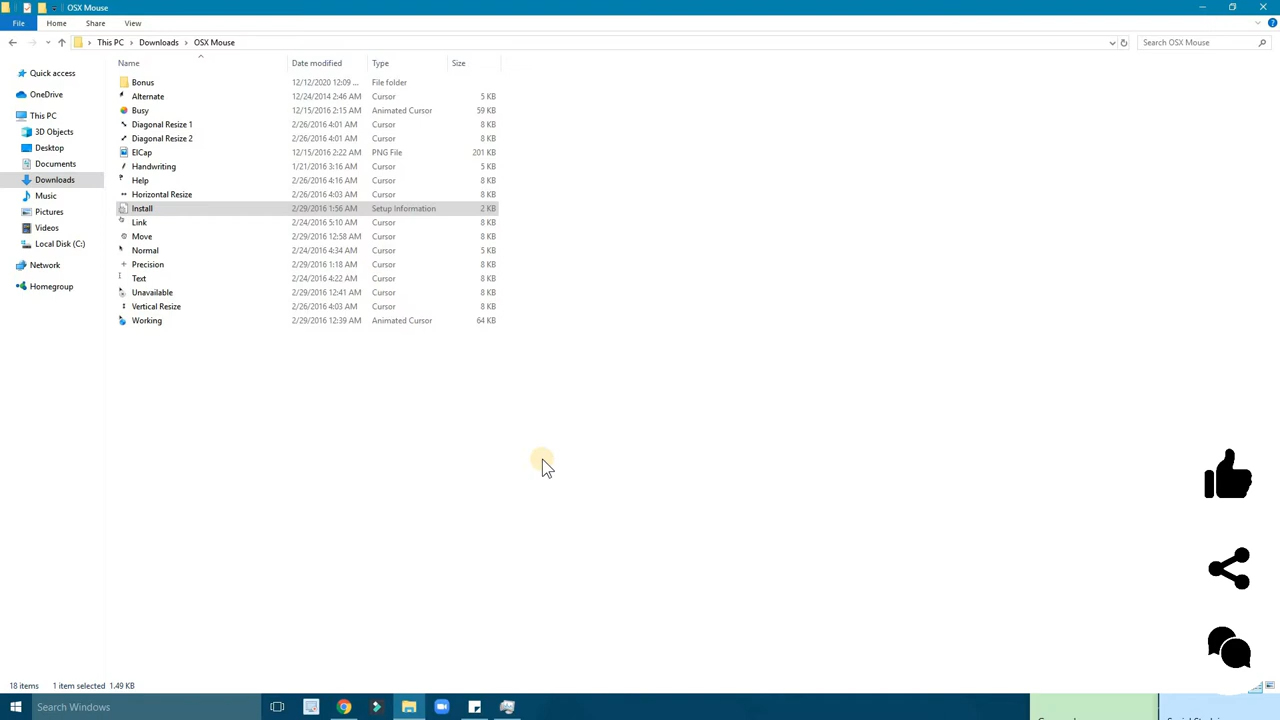 OSX Mouse
File Home Share View
This PC Downloads OSX Mouse Search OSX Mouse
Name Date modified Type Size
Quick access
OneDrive
This PC
3D Objects
Desktop
Documents
Downloads
Music
Pictures
Videos
Local Disk (C:)
Network
Homegroup
Bonus 12/12/2020 12:09 ... File folder
Alternate 12/24/2014 2:46 AM Cursor 5 KB
Busy 12/15/2016 2:15 AM Animated Cursor 59 KB
Diagonal Resize 1 2/26/2016 4:01 AM Cursor 8 KB
Diagonal Resize 2 2/26/2016 4:01 AM Cursor 8 KB
ElCap 12/15/2016 2:22 AM PNG File 201 KB
Handwriting 1/21/2016 3:16 AM Cursor 5 KB
Help 2/26/2016 4:16 AM Cursor 8 KB
Horizontal Resize 2/26/2016 4:03 AM Cursor 8 KB
Install 2/29/2016 1:56 AM Setup Information 2 KB
Link 2/24/2016 5:10 AM Cursor 8 KB
Move 2/29/2016 12:58 AM Cursor 8 KB
Normal 2/24/2016 4:34 AM Cursor 5 KB
Precision 2/29/2016 1:18 AM Cursor 8 KB
Text 2/24/2016 4:22 AM Cursor 8 KB
Unavailable 2/29/2016 12:41 AM Cursor 8 KB
Vertical Resize 2/26/2016 4:03 AM Cursor 8 KB
Working 2/29/2016 12:39 AM Animated Cursor 64 KB
18 items 1 item selected 1.49 KB
Search Windows